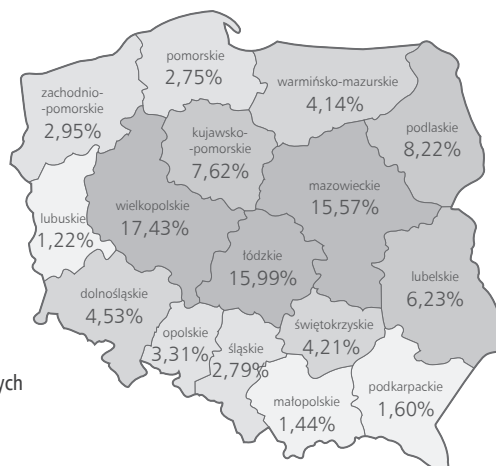 pomorskie
2,75%
warmińsko-mazurskie
4,14%
zachodnio-
-pomorskie
2,95%
kujawsko-
-pomorskie
7,62%
podlaskie
8,22%
mazowieckie
15,57%
wielkopolskie
17,43%
lubuskie
1,22%
łódzkie
15,99%
lubelskie
6,23%
dolnośląskie
4,53%
opolskie
3,31%
śląskie
2,79%
świętokrzyskie
4,21%
małopolskie
1,44%
podkarpackie
1,60%
ych